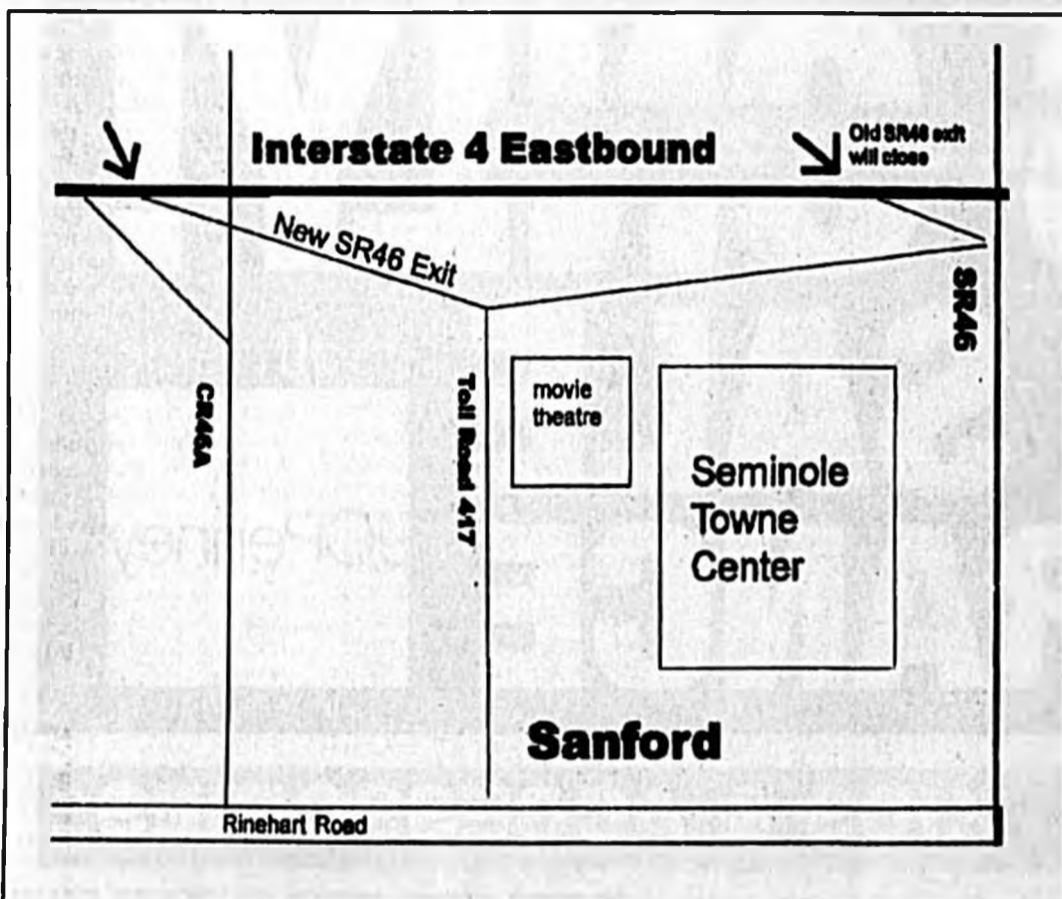 Interstate 4 Eastbound
Old SR46 exit
will close
New SR46 Exit
SR46
CR46A
Toll Road 417
movie
theatre
Seminole
Towne
Center
Sanford
Rinehart Road